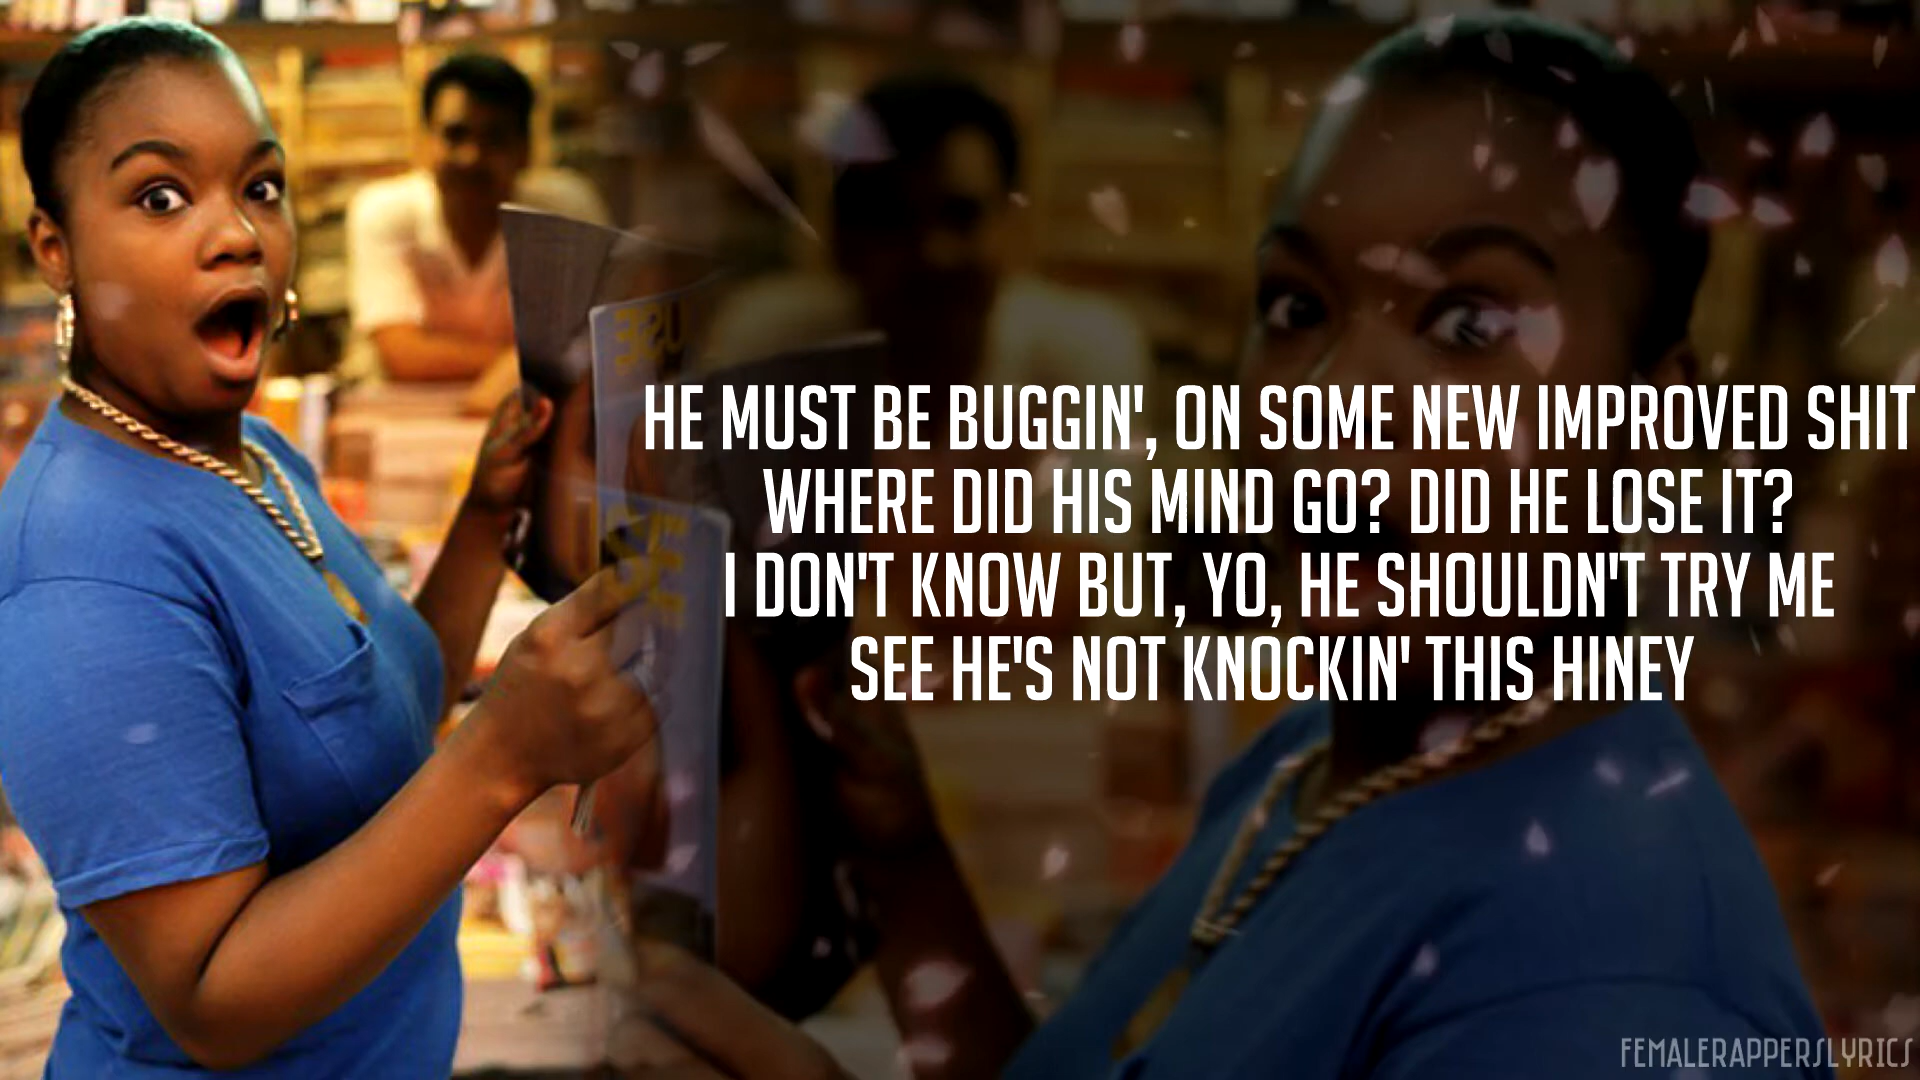 HE MUST BE BUGGIN', ON SOME NEW IMPROVED SHIT
WHERE DID HIS MIND GO? DID HE LOSE IT?
I DON'T KNOW BUT, YO, HE SHOULDN'T TRY ME
SEE HE'S NOT KNOCKIN' THIS HINEY
FEMALERAPPERSLYRICS